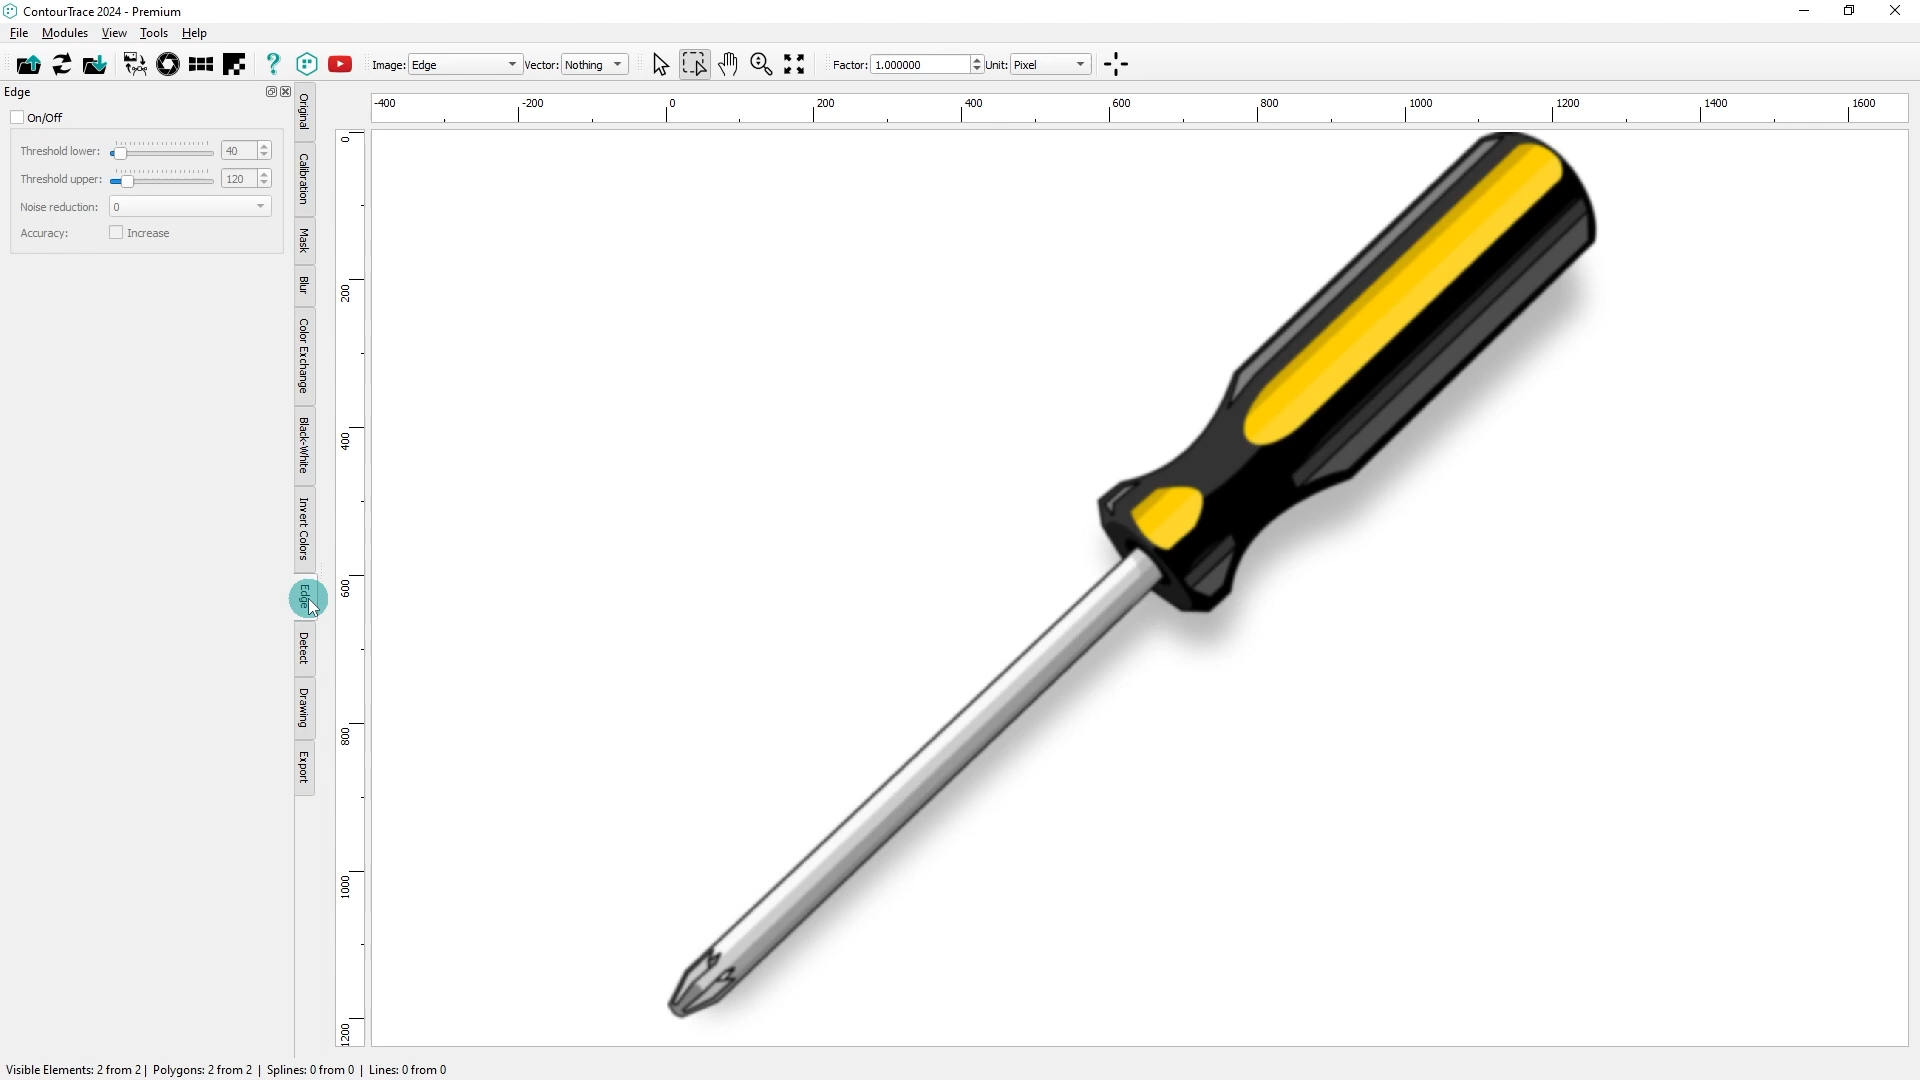 ContourTrace 2024 - Premium
File Modules View Tools Help
? Image: Edge Vector: Nothing Factor: 1.000000 Unit: Pixel
Edge
On/Off
Threshold lower: 40
Threshold upper: 120
Noise reduction: 0
Accuracy: Increase
Original
Calibration
Mask
Blur
Color Exchange
Black-White
Invert Colors
Edge
Detect
Drawing
Export
-400 -200 0 200 400 600 800 1000 1200 1400 1600
0
200
400
600
800
1000
1200
Visible Elements: 2 from 2 | Polygons: 2 from 2 | Splines: 0 from 0 | Lines: 0 from 0